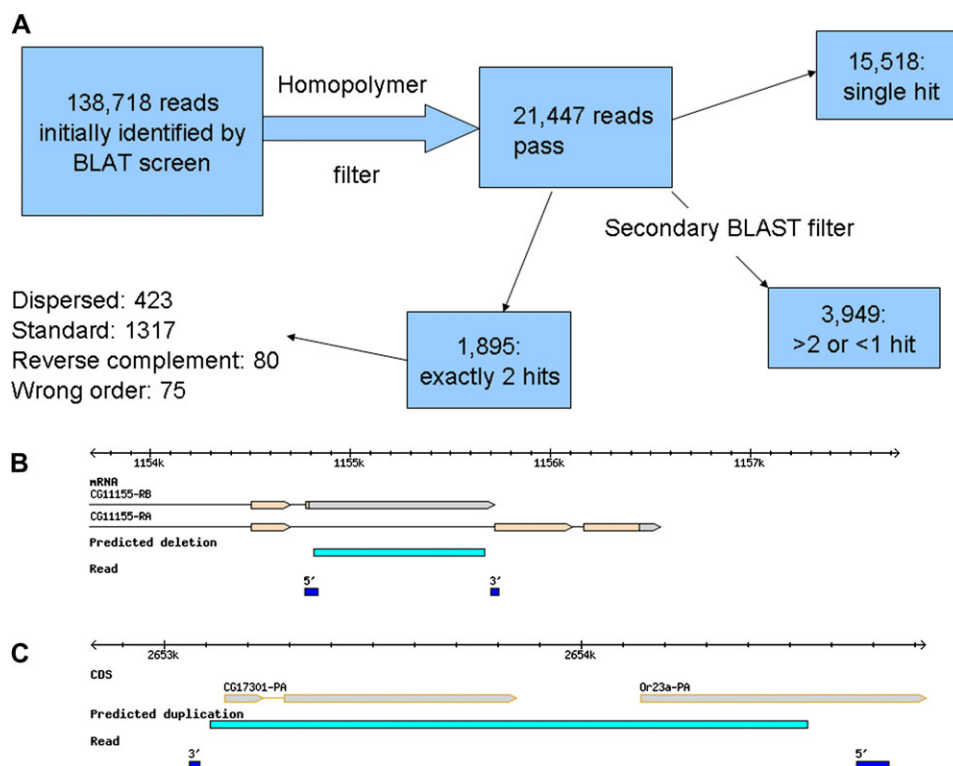 A
138,718 reads
initially identified by
BLAT screen
Homopolymer
filter
21,447 reads
pass
15,518:
single hit
Secondary BLAST filter
3,949:
>2 or <1 hit
1,895:
exactly 2 hits
Dispersed: 423
Standard: 1317
Reverse complement: 80
Wrong order: 75
B
1154k 1155k 1156k 1157k
mRNA
CG11155-RB
CG11155-RA
Predicted deletion
Read
5′ 3′
C
2653k 2654k
CDS
CG17301-PA Or23a-PA
Predicted duplication
Read
3′ 5′